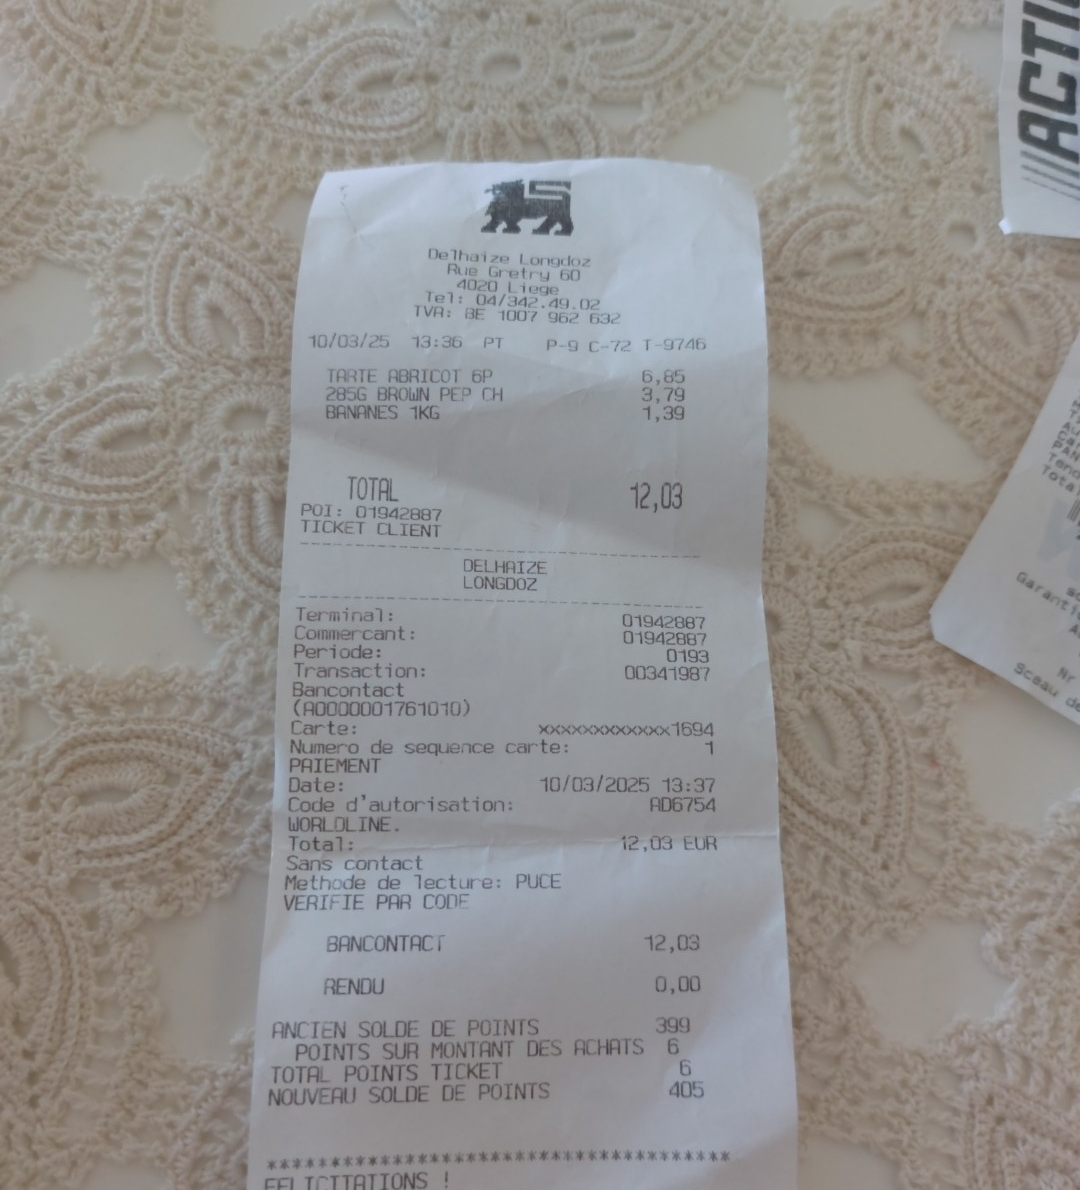 Delhaize Longdoz
Rue Gretry 60
4020 Liege
Tel: 04/342.49.02
TVA: BE 1007 962 632
10/03/25 13:36 PT P-9 C-72 T-9746
TARTE ABRICOT 6P 6,85
285G BROWN PEP CH 3,79
BANANES 1KG 1,39
TOTAL 12,03
POI: 01942887
TICKET CLIENT
DELHAIZE
LONGDOZ
Terminal: 01942887
Commercant: 01942887
Periode: 0193
Transaction: 00341987
Bancontact
(A0000001761010)
Carte: xxxxxxxxxxxxx1694
Numero de sequence carte: 1
PAIEMENT
Date: 10/03/2025 13:37
Code d'autorisation: AD6754
WORLDLINE.
Total: 12,03 EUR
Sans contact
Methode de lecture: PUCE
VERIFIE PAR CODE
BANCONTACT 12,03
RENDU 0,00
ANCIEN SOLDE DE POINTS 399
POINTS SUR MONTANT DES ACHATS 6
TOTAL POINTS TICKET 6
NOUVEAU SOLDE DE POINTS 405
*************************************
FELICITATIONS !
Nr
Sceau de